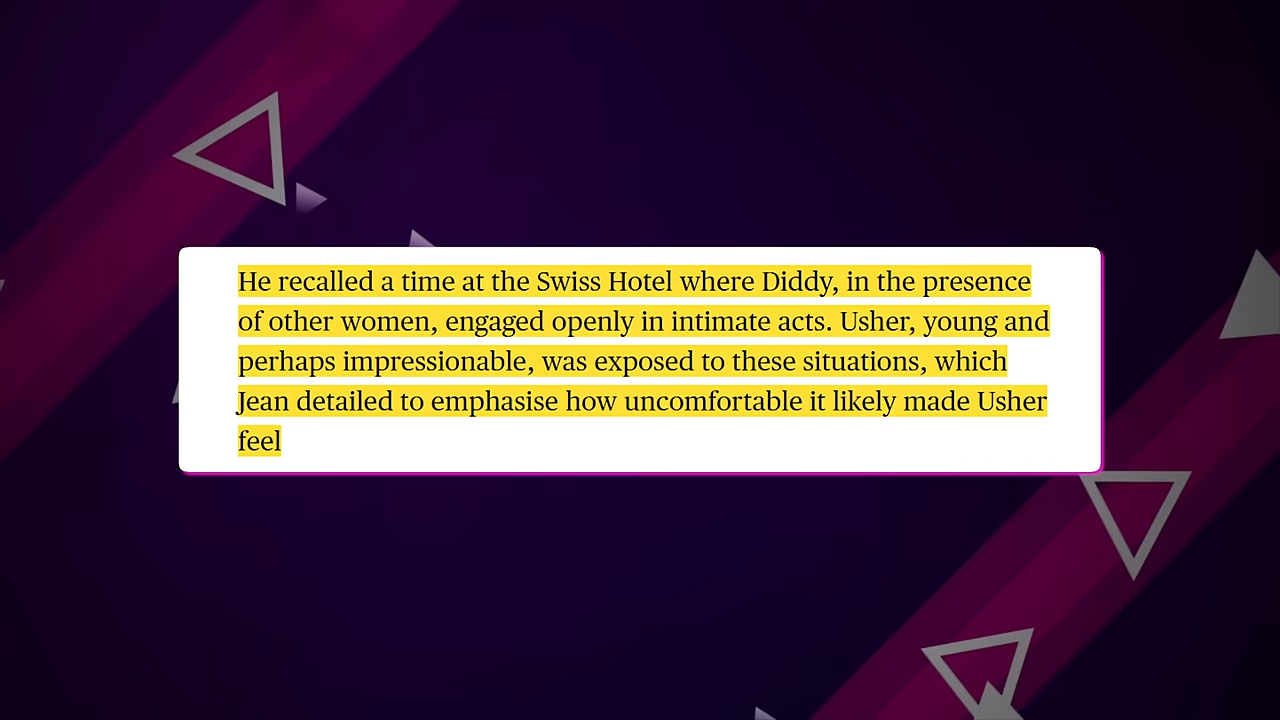 He recalled a time at the Swiss Hotel where Diddy, in the presence
of other women, engaged openly in intimate acts. Usher, young and
perhaps impressionable, was exposed to these situations, which
Jean detailed to emphasise how uncomfortable it likely made Usher
feel